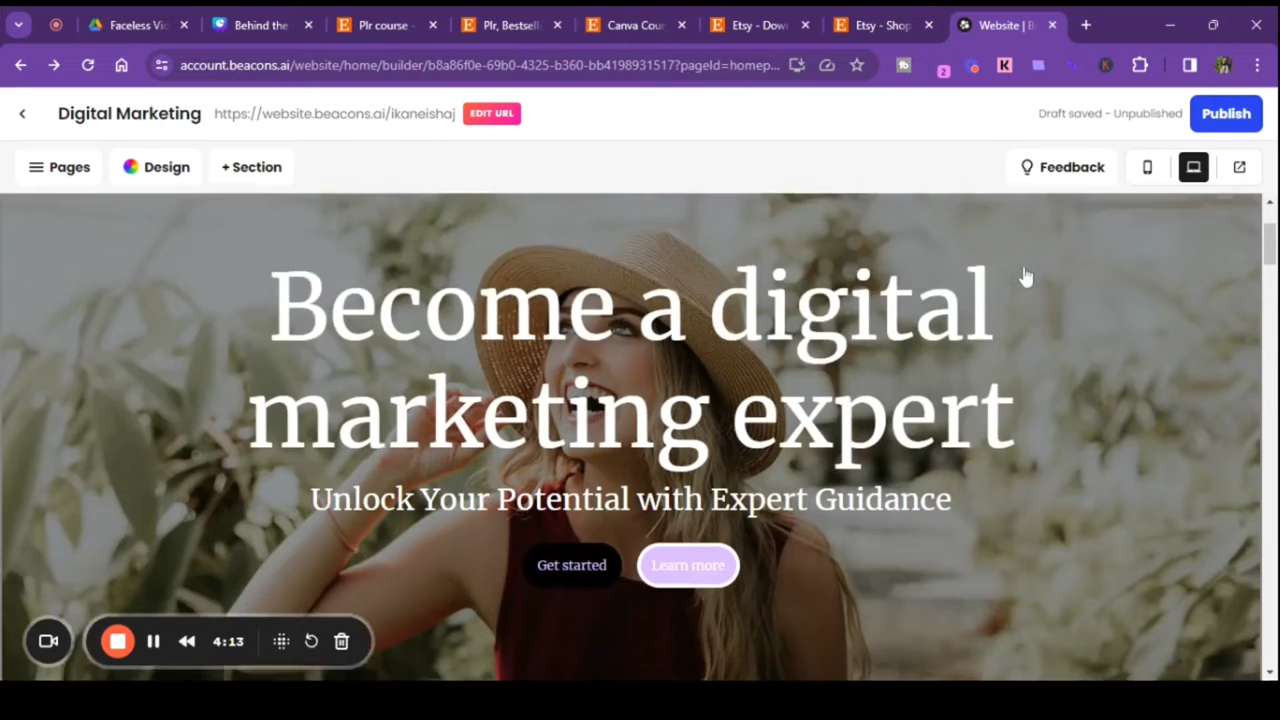 Faceless Vi
Behind the
Plr course -
Plr, Bestsell
Canva Cour
Etsy - Dow
Etsy - Shop
Website | B
account.beacons.ai/website/home/builder/b8a86f0e-69b0-4325-b360-bb4198931517?pageId=homep...
2
K
K
Digital Marketing
https://website.beacons.ai/ikaneishaj
EDIT URL
Draft saved - Unpublished
Publish
Pages
Design
+ Section
Feedback
Become a digital
marketing expert
Unlock Your Potential with Expert Guidance
Get started
Learn more
4:13